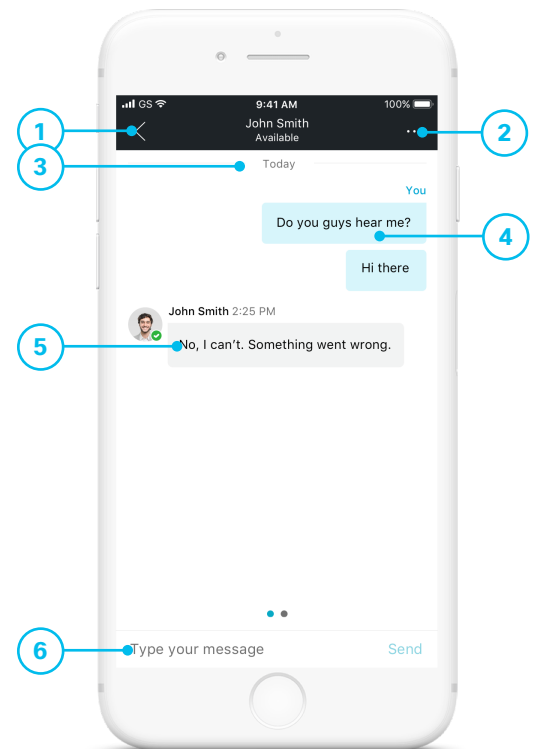 GS 9:41 AM 100%
John Smith
Available
1
2
3
Today
You
Do you guys hear me?
4
Hi there
John Smith 2:25 PM
No, I can't. Something went wrong.
5
6
Type your message Send